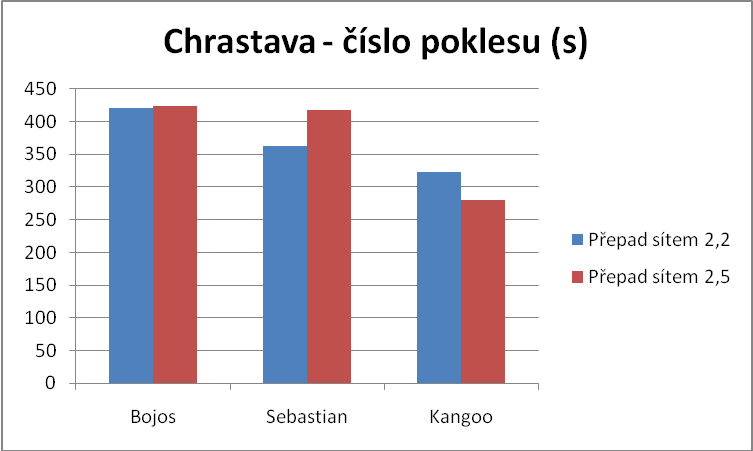 Chrastava - číslo poklesu (s)
450
400
350
300
250
200
150
100
50
0
Bojos
Sebastian
Kangoo
Přepad sítem 2,2
Přepad sítem 2,5